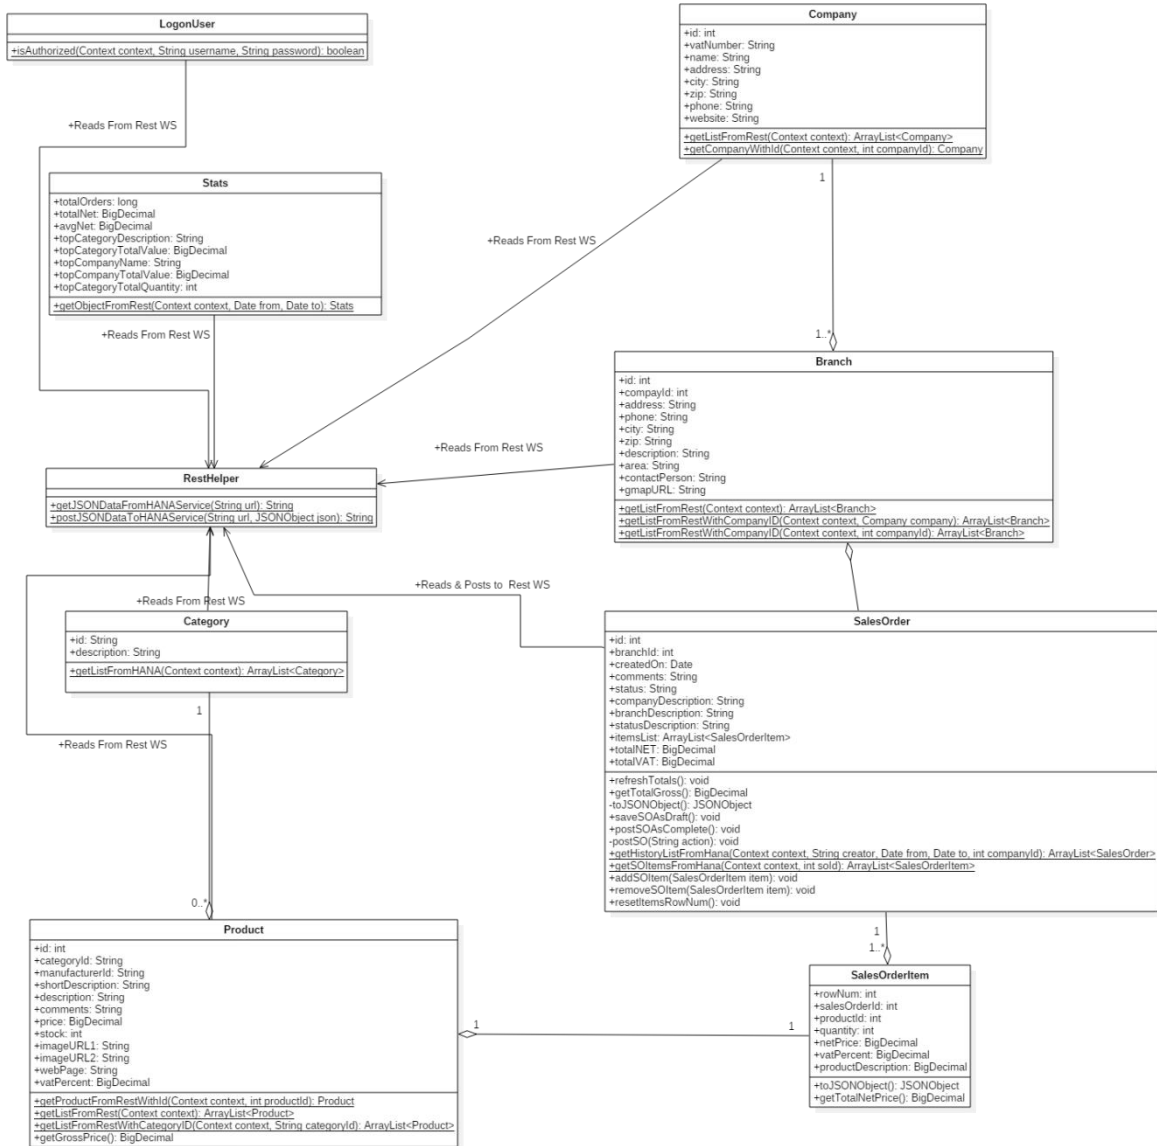 LogonUser
+isAuthorized(Context context, String username, String password): boolean
+Reads From Rest WS
Company
+id: int
+vatNumber: String
+name: String
+address: String
+city: String
+zip: String
+phone: String
+website: String
+getListFromRest(Context context): ArrayList<Company>
+getCompanyWithId(Context context, int companyId): Company
1
Stats
+totalOrders: long
+totalNet: BigDecimal
+avgNet: BigDecimal
+topCategoryDescription: String
+topCategoryTotalValue: BigDecimal
+topCompanyName: String
+topCompanyTotalValue: BigDecimal
+topCategoryTotalQuantity: int
+getObjectFromRest(Context context, Date from, Date to): Stats
+Reads From Rest WS
+Reads From Rest WS
1..*
Branch
+id: int
+compayId: int
+address: String
+phone: String
+city: String
+zip: String
+description: String
+area: String
+contactPerson: String
+gmapURL: String
+getListFromRest(Context context): ArrayList<Branch>
+getListFromRestWithCompanyID(Context context, Company company): ArrayList<Branch>
+getListFromRestWithCompanyID(Context context, int companyId): ArrayList<Branch>
+Reads From Rest WS
RestHelper
+getJSONDataFromHANAService(String url): String
+postJSONDataToHANAService(String url, JSONObject json): String
+Reads & Posts to Rest WS
+Reads From Rest WS
Category
+id: String
+description: String
+getListFromHANA(Context context): ArrayList<Category>
1
+Reads From Rest WS
SalesOrder
+id: int
+branchId: int
+createdOn: Date
+comments: String
+status: String
+companyDescription: String
+branchDescription: String
+statusDescription: String
+itemsList: ArrayList<SalesOrderItem>
+totalNET: BigDecimal
+totalVAT: BigDecimal
+refreshTotals(): void
+getTotalGross(): BigDecimal
-toJSONObject(): JSONObject
+saveSOAsDraft(): void
+postSOAsComplete(): void
-postSO(String action): void
+getHistoryListFromHana(Context context, String creator, Date from, Date to, int companyId): ArrayList<SalesOrder>
+getSOItemsFromHana(Context context, int soId): ArrayList<SalesOrderItem>
+addSOItem(SalesOrderItem item): void
+removeSOItem(SalesOrderItem item): void
+resetItemsRowNum(): void
0..*
Product
+id: int
+categoryId: String
+manufacturerId: String
+shortDescription: String
+description: String
+comments: String
+price: BigDecimal
+stock: int
+imageURL1: String
+imageURL2: String
+webPage: String
+vatPercent: BigDecimal
+getProductFromRestWithId(Context context, int productId): Product
+getListFromRest(Context context): ArrayList<Product>
+getListFromRestWithCategoryID(Context context, String categoryId): ArrayList<Product>
+getGrossPrice(): BigDecimal
1
1
1
1..*
SalesOrderItem
+rowNum: int
+salesOrderId: int
+productId: int
+quantity: int
+netPrice: BigDecimal
+vatPercent: BigDecimal
+productDescription: BigDecimal
+toJSONObject(): JSONObject
+getTotalNetPrice(): BigDecimal